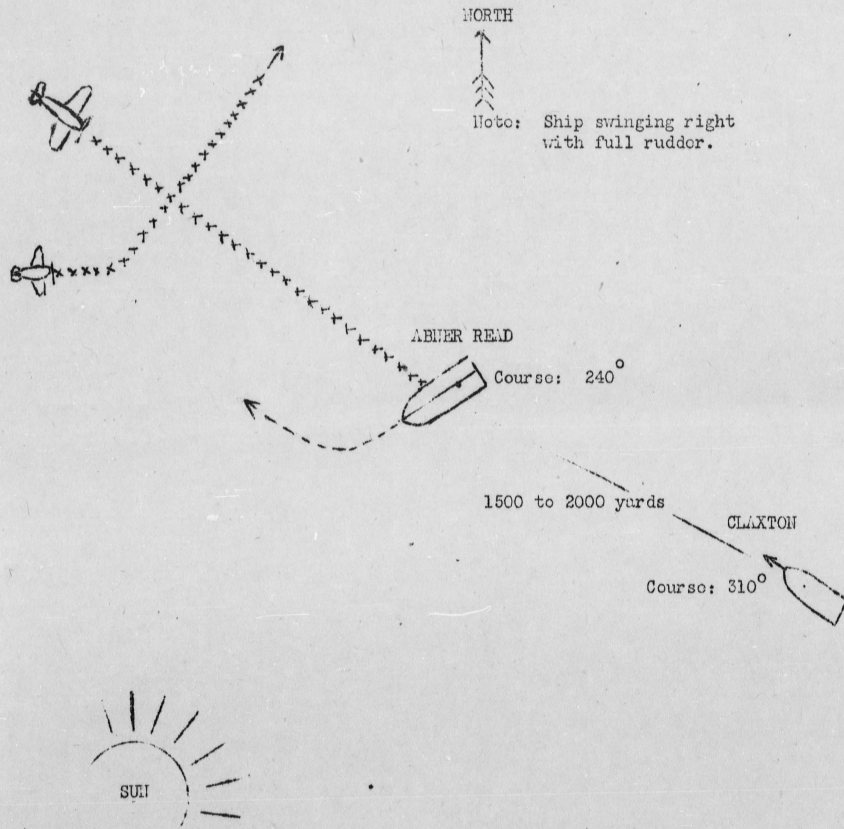 NORTH
Note: Ship swinging right
with full rudder.
ABNER READ
Course: 240°
1500 to 2000 yards
CLAXTON
Course: 310°
SUN